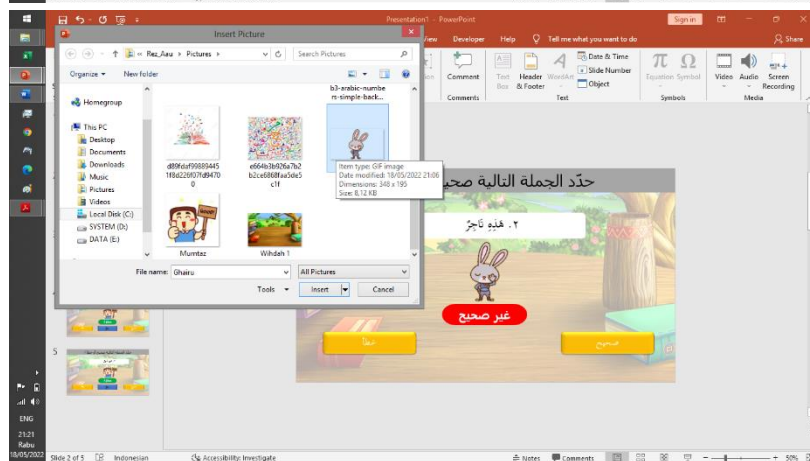 Presentation1 - PowerPoint
Sign in
Insert Picture
View Developer Help Tell me what you want to do
Share
Rez_Aau › Pictures ›
Search Pictures
Organize
New folder
Homegroup
This PC
Desktop
Documents
Downloads
Music
Pictures
Videos
Local Disk (C:)
SYSTEM (D:)
DATA (E:)
b3-arabic-numbe
rs-simple-back...
d89fdaf99889445
1f8d226f07fd9470
0
e664b3b926a7b2
b2ce6868faa5de5
c1f
Item type: GIF image
Date modified: 18/05/2022 21:06
Dimensions: 348 x 195
Size: 8,12 KB
Mumtaz
Wihdah 1
File name: Ghairu
All Pictures
Tools
Insert
Cancel
Comment
Comments
Text Box
Header & Footer
WordArt
Date & Time
Slide Number
Object
Text
Equation Symbol
Symbols
Video Audio Screen Recording
Media
حدّد الجملة التالية صحي
٢. هٰذِهِ تَاجِرٌ
غير صحيح
خطأ
صحيح
5
ENG
21:21
Rabu
18/05/2022
Slide 2 of 5
Indonesian
Accessibility: Investigate
Notes
Comments
50%